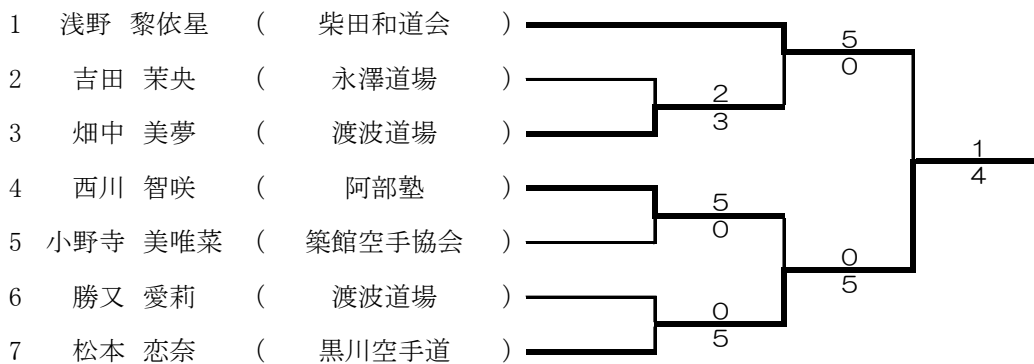 1 浅野 黎依星 ( 柴田和道会 )
2 吉田 茉央 ( 永澤道場 )
3 畑中 美夢 ( 渡波道場 )
4 西川 智咲 ( 阿部塾 )
5 小野寺 美唯菜 ( 築館空手協会 )
6 勝又 愛莉 ( 渡波道場 )
7 松本 恋奈 ( 黒川空手道 )
5
0
2
3
1
4
5
0
0
5
0
5